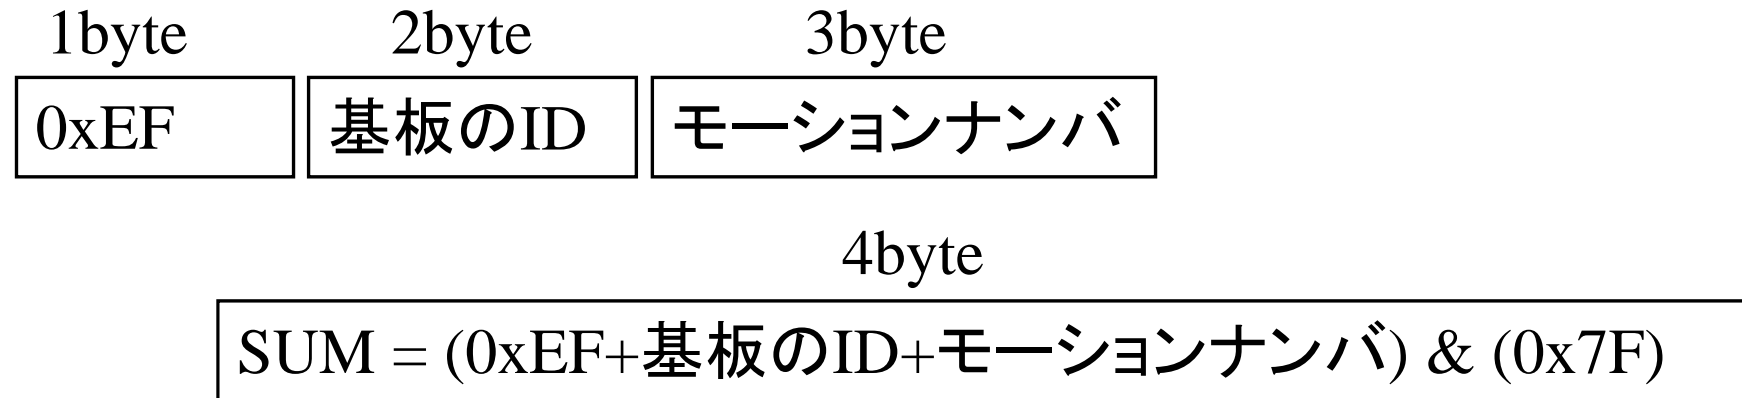 1byte 2byte 3byte
0xEF 基板のID モーションナンバ
4byte
SUM = (0xEF+基板のID+モーションナンバ) & (0x7F)